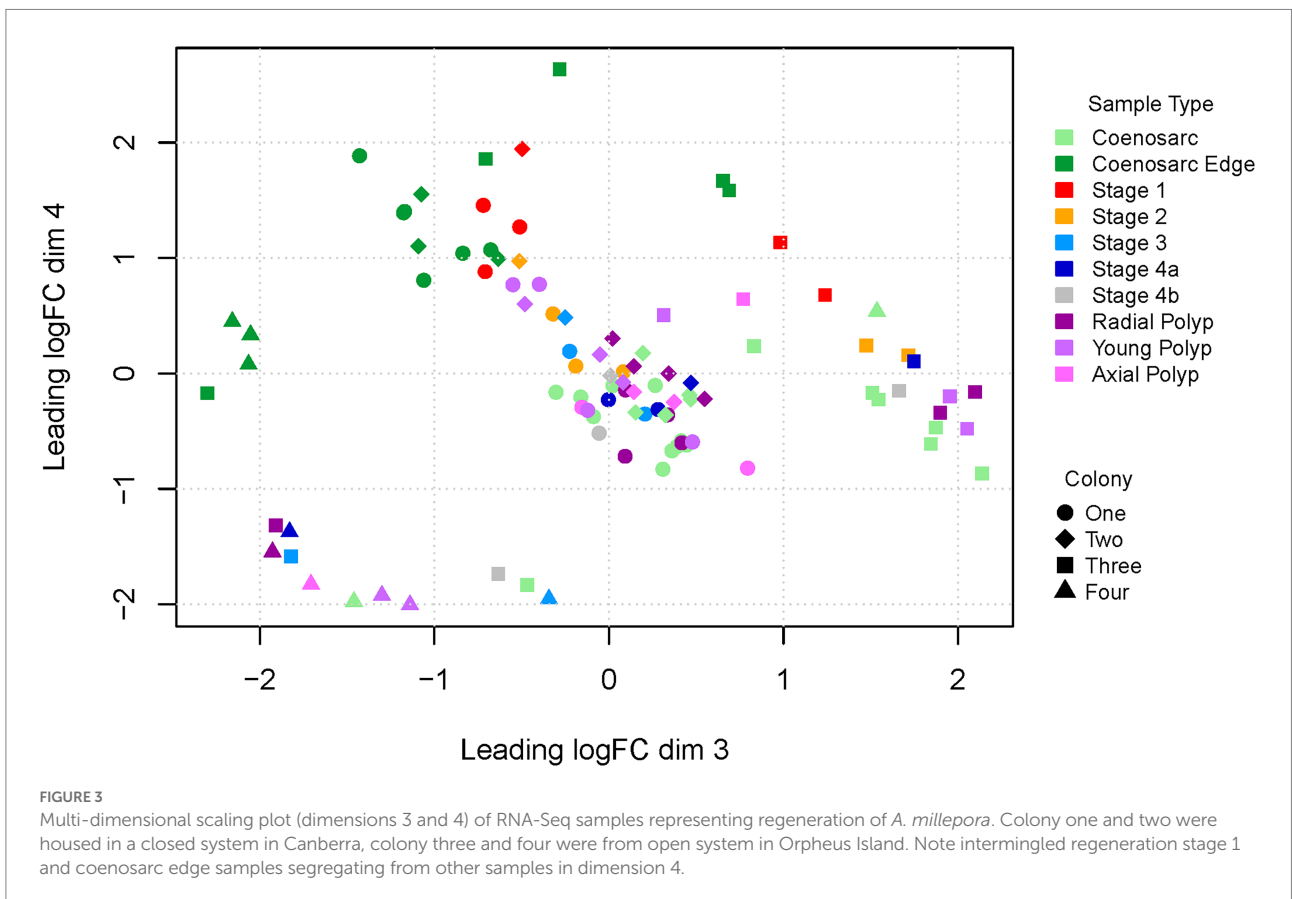 Leading logFC dim 4
2
1
0
−1
−2
−2
−1
0
1
2
Leading logFC dim 3
Sample Type
Coenosarc
Coenosarc Edge
Stage 1
Stage 2
Stage 3
Stage 4a
Stage 4b
Radial Polyp
Young Polyp
Axial Polyp
Colony
One
Two
Three
Four
FIGURE 3
Multi-dimensional scaling plot (dimensions 3 and 4) of RNA-Seq samples representing regeneration of A. millepora. Colony one and two were
housed in a closed system in Canberra, colony three and four were from open system in Orpheus Island. Note intermingled regeneration stage 1
and coenosarc edge samples segregating from other samples in dimension 4.